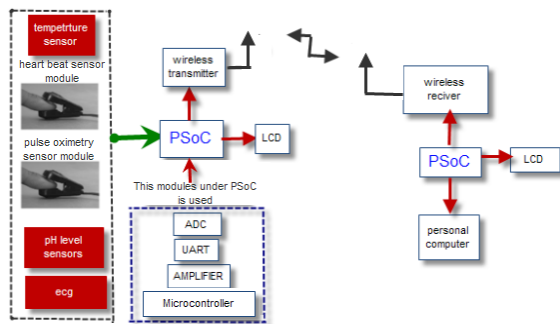 tempetrture
sensor
heart beat sensor
module
pulse oximetry
sensor module
pH level
sensors
ecg
wireless
transmitter
PSoC
LCD
This modules under PSoC
is used
ADC
UART
AMPLIFIER
Microcontroller
wireless
reciver
PSoC
LCD
personal
computer